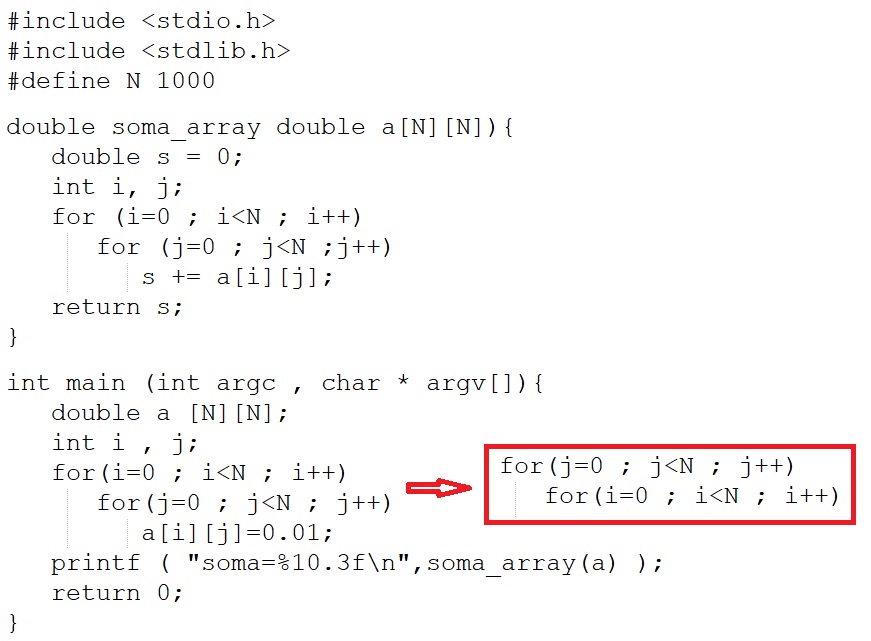 #include <stdio.h>
#include <stdlib.h>
#define N 1000
double soma_array double a[N][N]){
double s = 0;
int i, j;
for (i=0 ; i<N ; i++)
for (j=0 ; j<N ;j++)
s += a[i][j];
return s;
}
int main (int argc , char * argv[]){
double a [N][N];
int i , j;
for(i=0 ; i<N ; i++)
for(j=0 ; j<N ; j++)
a[i][j]=0.01;
printf ( "soma=%10.3f\n",soma_array(a) );
return 0;
}
for(j=0 ; j<N ; j++)
for(i=0 ; i<N ; i++)